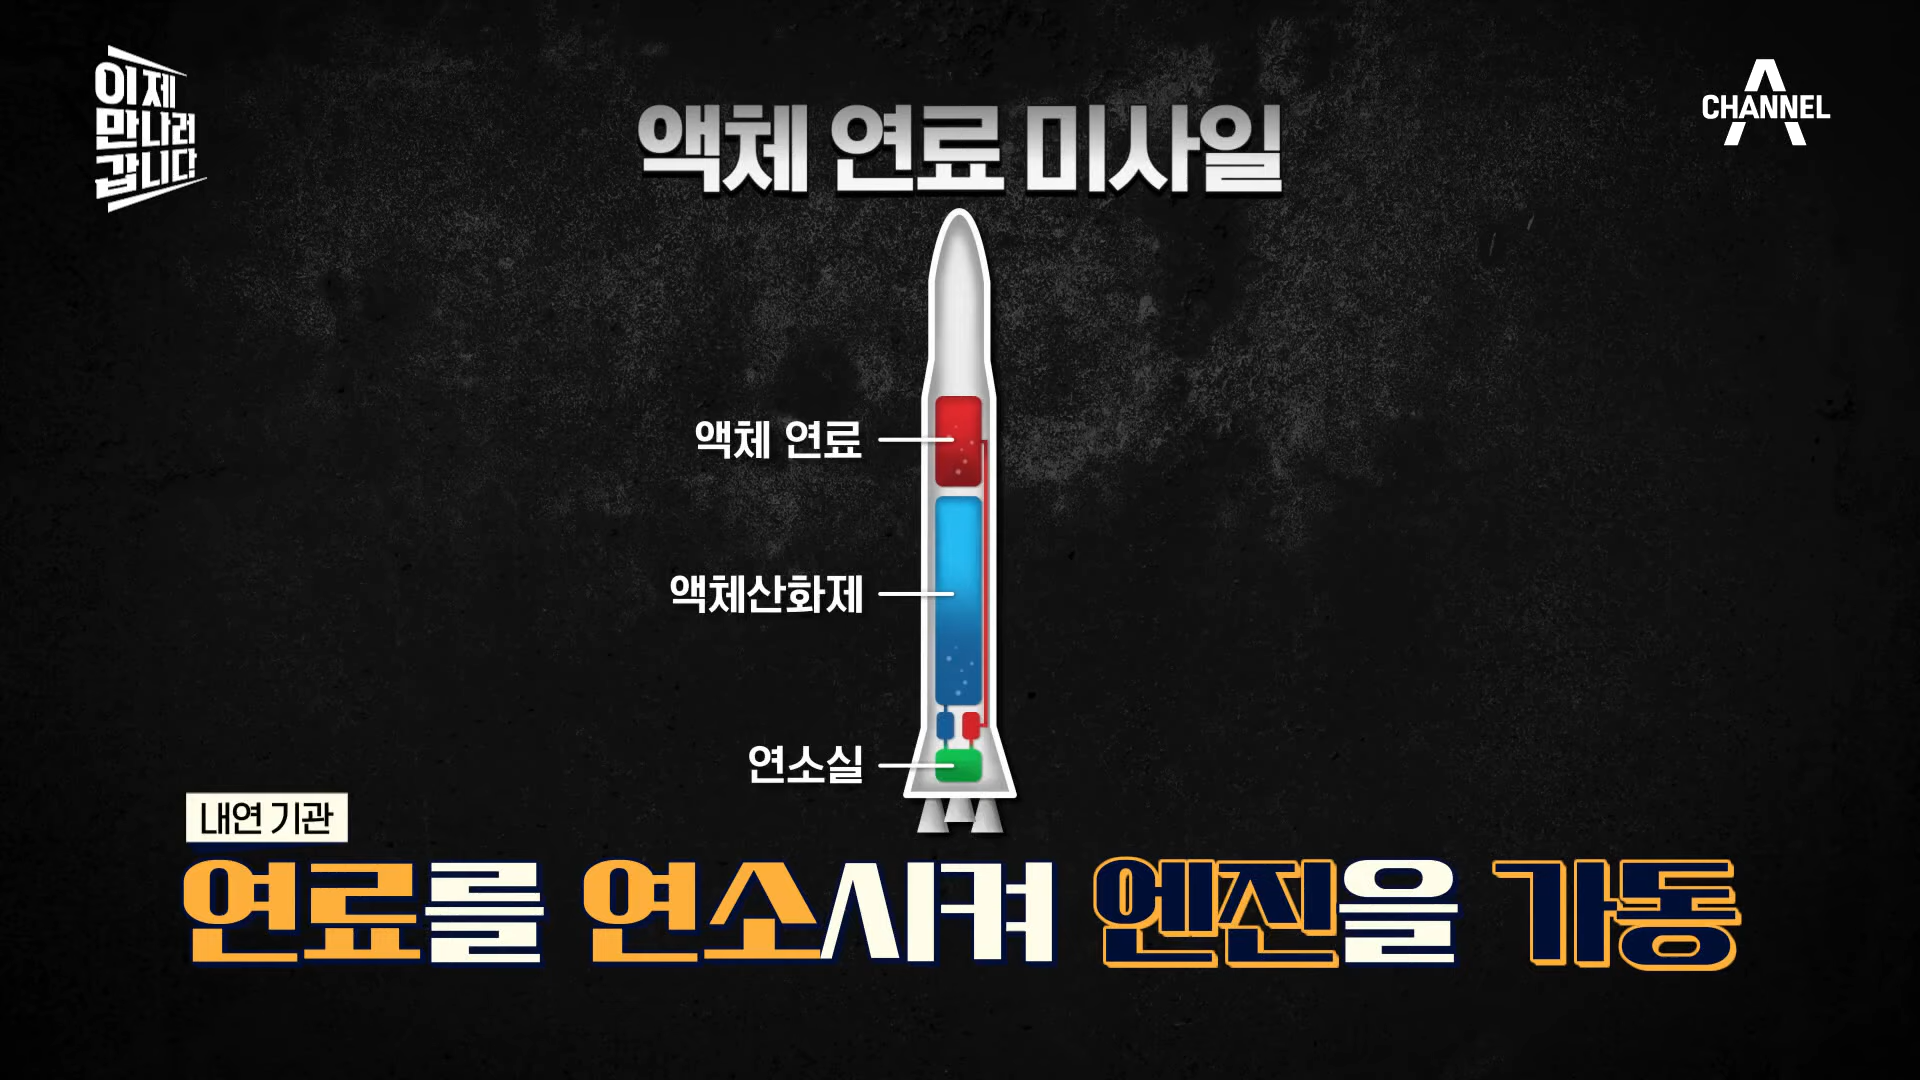 이제
만나러
갑니다
CHANNEL A
액체 연료 미사일
액체 연료
액체산화제
연소실
내연 기관
연료를 연소시켜 엔진을 가동